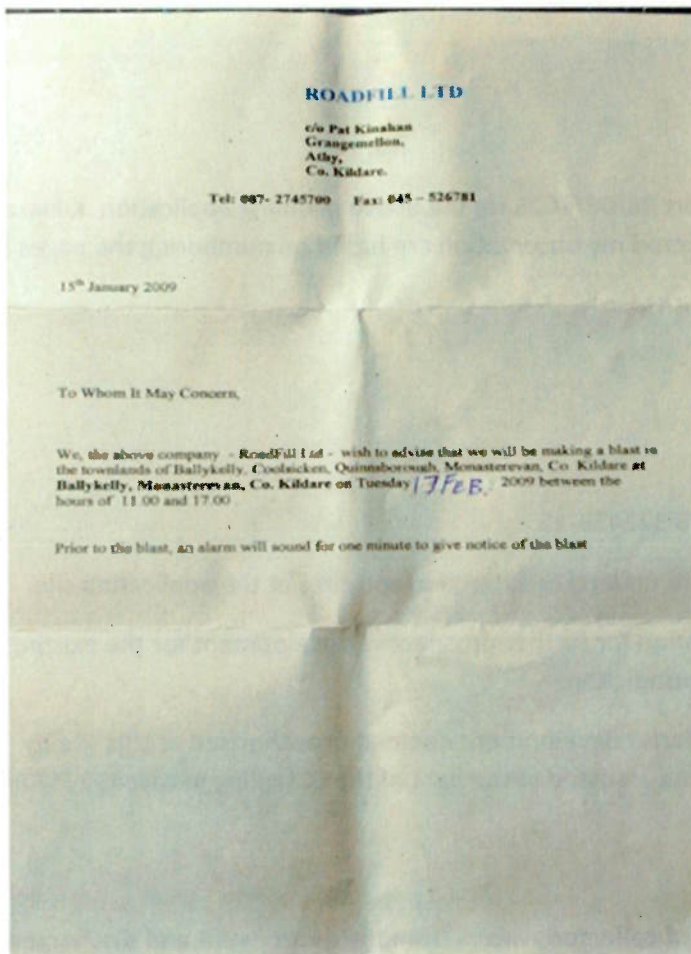 ROADFILL LTD
c/o Pat Kinahan
Grangemellon,
Athy,
Co. Kildare.
Tel: 087- 2745700 Fax: 045 – 526781
15th January 2009
To Whom It May Concern,
We, the above company - RoadFill Ltd - wish to advise that we will be making a blast in
the townlands of Ballykelly, Coolsicken, Quinnsborough, Monasterevan, Co. Kildare at
Ballykelly, Monasterevan, Co. Kildare on Tuesday 17 FEB. 2009 between the
hours of 11.00 and 17.00
Prior to the blast, an alarm will sound for one minute to give notice of the blast